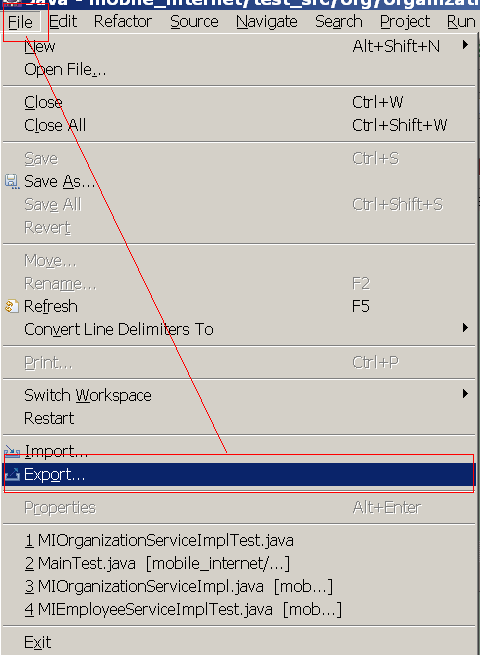 Java - mobile_internet/test_src/org/organizati
File Edit Refactor Source Navigate Search Project Run
New Alt+Shift+N
Open File...
Close Ctrl+W
Close All Ctrl+Shift+W
Save Ctrl+S
Save As...
Save All Ctrl+Shift+S
Revert
Move...
Rename... F2
Refresh F5
Convert Line Delimiters To
Print... Ctrl+P
Switch Workspace
Restart
Import...
Export...
Properties Alt+Enter
1 MIOrganizationServiceImplTest.java
2 MainTest.java [mobile_internet/...]
3 MIOrganizationServiceImpl.java [mob...]
4 MIEmployeeServiceImplTest.java [mob...]
Exit